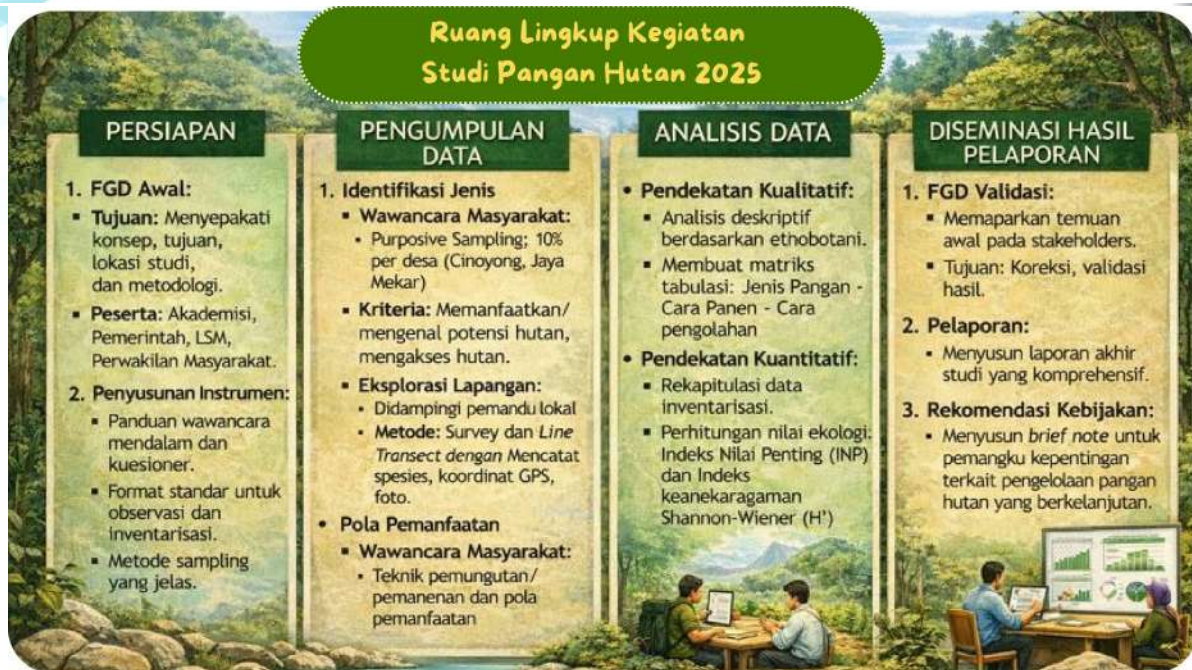 Ruang Lingkup Kegiatan
Studi Pangan Hutan 2025
PERSIAPAN
1. FGD Awal:
▪ Tujuan: Menyepakati
konsep, tujuan,
lokasi studi,
dan metodologi.
▪ Peserta: Akademisi,
Pemerintah, LSM,
Perwakilan Masyarakat.
2. Penyusunan Instrumen:
▪ Panduan wawancara
mendalam dan
kuesioner.
▪ Format standar untuk
observasi dan
inventarisasi.
▪ Metode sampling
yang jelas.
PENGUMPULAN
DATA
1. Identifikasi Jenis
▪ Wawancara Masyarakat:
▪ Purposive Sampling; 10%
per desa (Cinoyong, Jaya
Mekar)
▪ Kriteria: Memanfaatkan/
mengenal potensi hutan,
mengakses hutan.
▪ Eksplorasi Lapangan:
▪ Didampingi pemandu lokal
▪ Metode: Survey dan Line
Transect dengan Mencatat
spesies, koordinat GPS,
foto.
• Pola Pemanfaatan
▪ Wawancara Masyarakat:
▪ Teknik pemungutan/
pemanenan dan pola
pemanfaatan
ANALISIS DATA
• Pendekatan Kualitatif:
▪ Analisis deskriptif
berdasarkan ethobotani.
▪ Membuat matriks
tabulasi: Jenis Pangan -
Cara Panen - Cara
pengolahan
• Pendekatan Kuantitatif:
▪ Rekapitulasi data
inventarisasi.
▪ Perhitungan nilai ekologi:
Indeks Nilai Penting (INP)
dan Indeks
keanekaragaman
Shannon-Wiener (H')
DISEMINASI HASIL
PELAPORAN
1. FGD Validasi:
▪ Memaparkan temuan
awal pada stakeholders.
▪ Tujuan: Koreksi, validasi
hasil.
2. Pelaporan:
▪ Menyusun laporan akhir
studi yang komprehensif.
3. Rekomendasi Kebijakan:
▪ Menyusun brief note untuk
pemangku kepentingan
terkait pengelolaan pangan
hutan yang berkelanjutan.